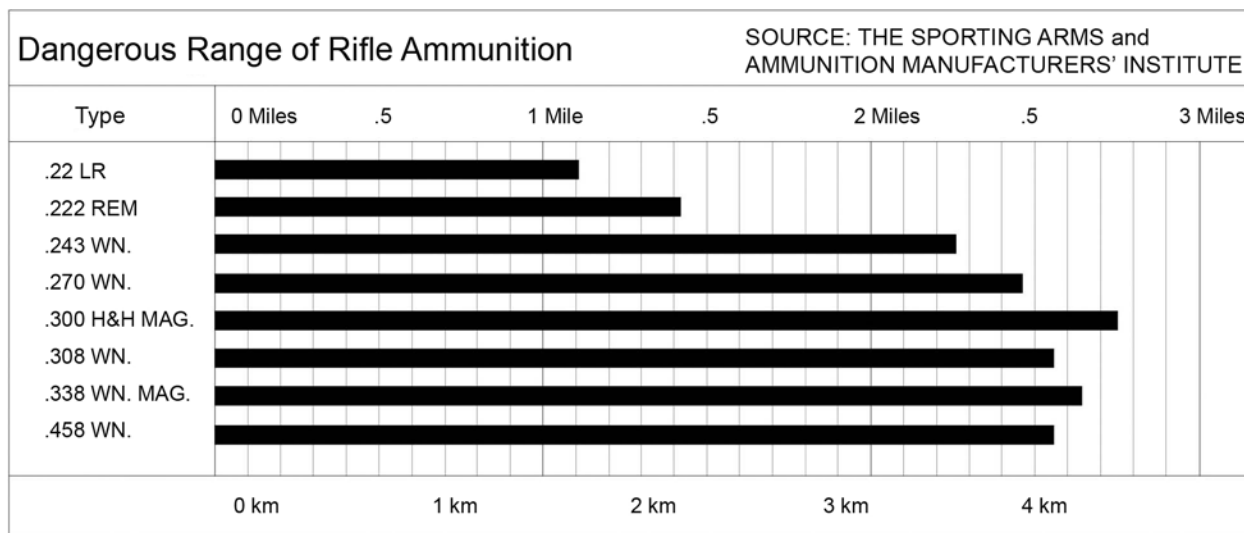 Dangerous Range of Rifle Ammunition
SOURCE: THE SPORTING ARMS and
AMMUNITION MANUFACTURERS' INSTITUTE
Type 0 Miles .5 1 Mile .5 2 Miles .5 3 Miles
.22 LR
.222 REM
.243 WN.
.270 WN.
.300 H&H MAG.
.308 WN.
.338 WN. MAG.
.458 WN.
0 km 1 km 2 km 3 km 4 km